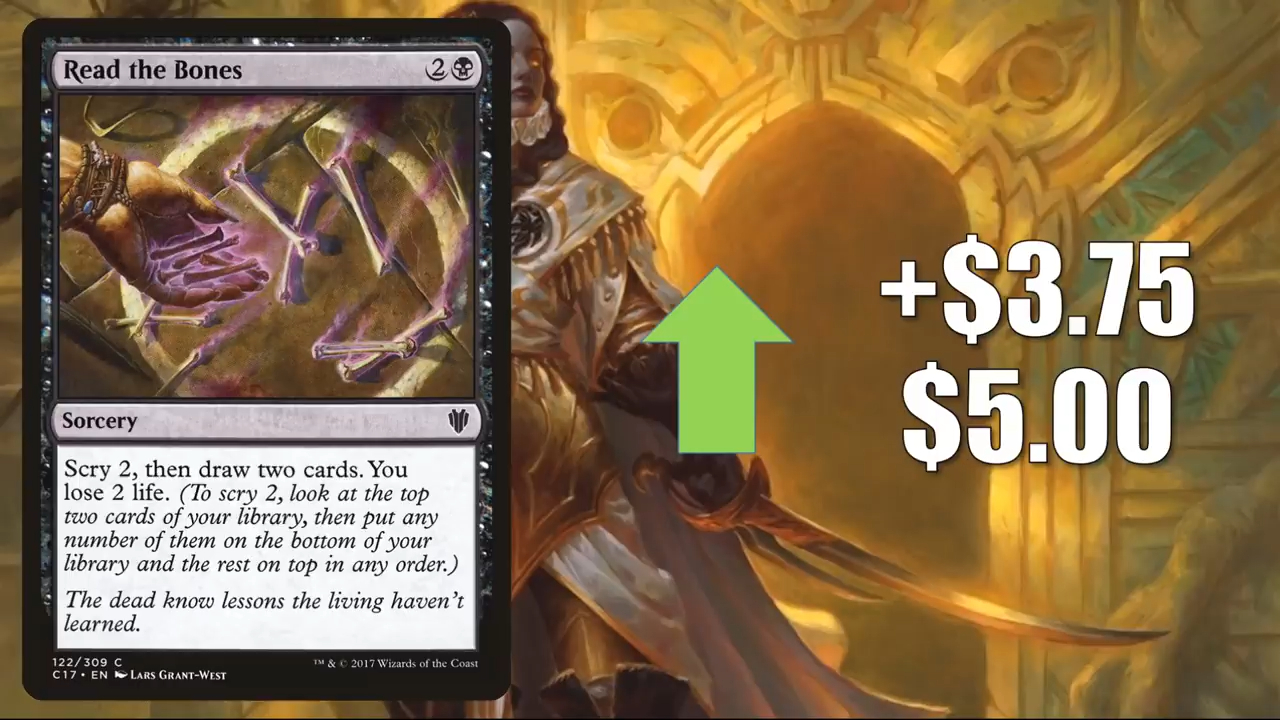 Read the Bones 2
Sorcery
Scry 2, then draw two cards. You
lose 2 life. (To scry 2, look at the top
two cards of your library, then put any
number of them on the bottom of your
library and the rest on top in any order.)
The dead know lessons the living haven't
learned.
122/309 C
C17 • EN LARS GRANT-WEST
™ & © 2017 Wizards of the Coast
+$3.75
$5.00